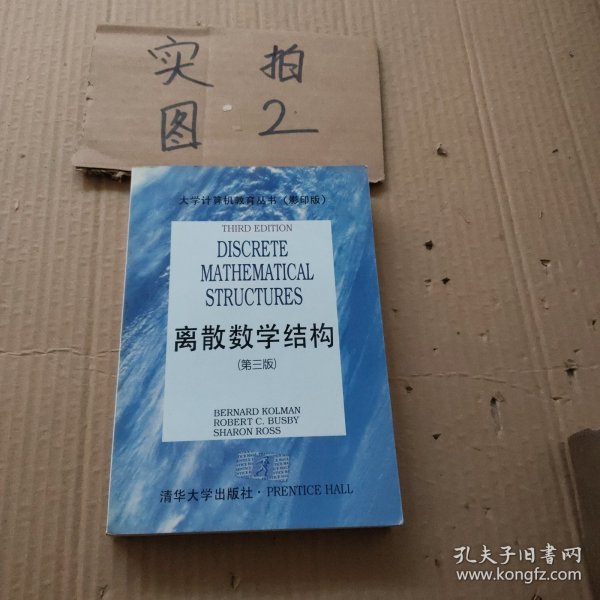 实 拍
图 2
大学计算机教育丛书（影印版）
THIRD EDITION
DISCRETE
MATHEMATICAL
STRUCTURES
离散数学结构
(第三版)
BERNARD KOLMAN
ROBERT C. BUSBY
SHARON ROSS
清华大学出版社·PRENTICE HALL
孔夫子旧书网
www.kongfz.com